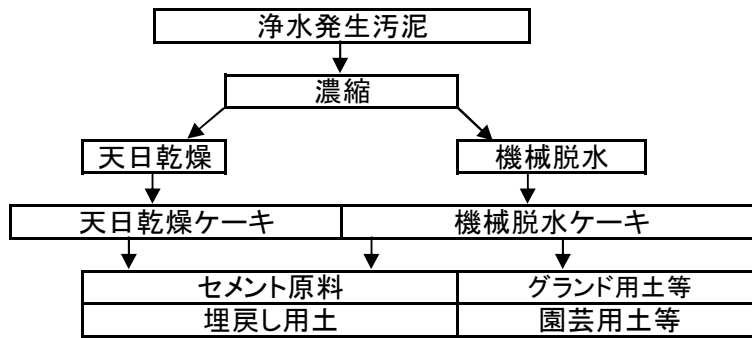 浄水発生汚泥
濃縮
天日乾燥 機械脱水
天日乾燥ケーキ 機械脱水ケーキ
セメント原料 グランド用土等
埋戻し用土 園芸用土等